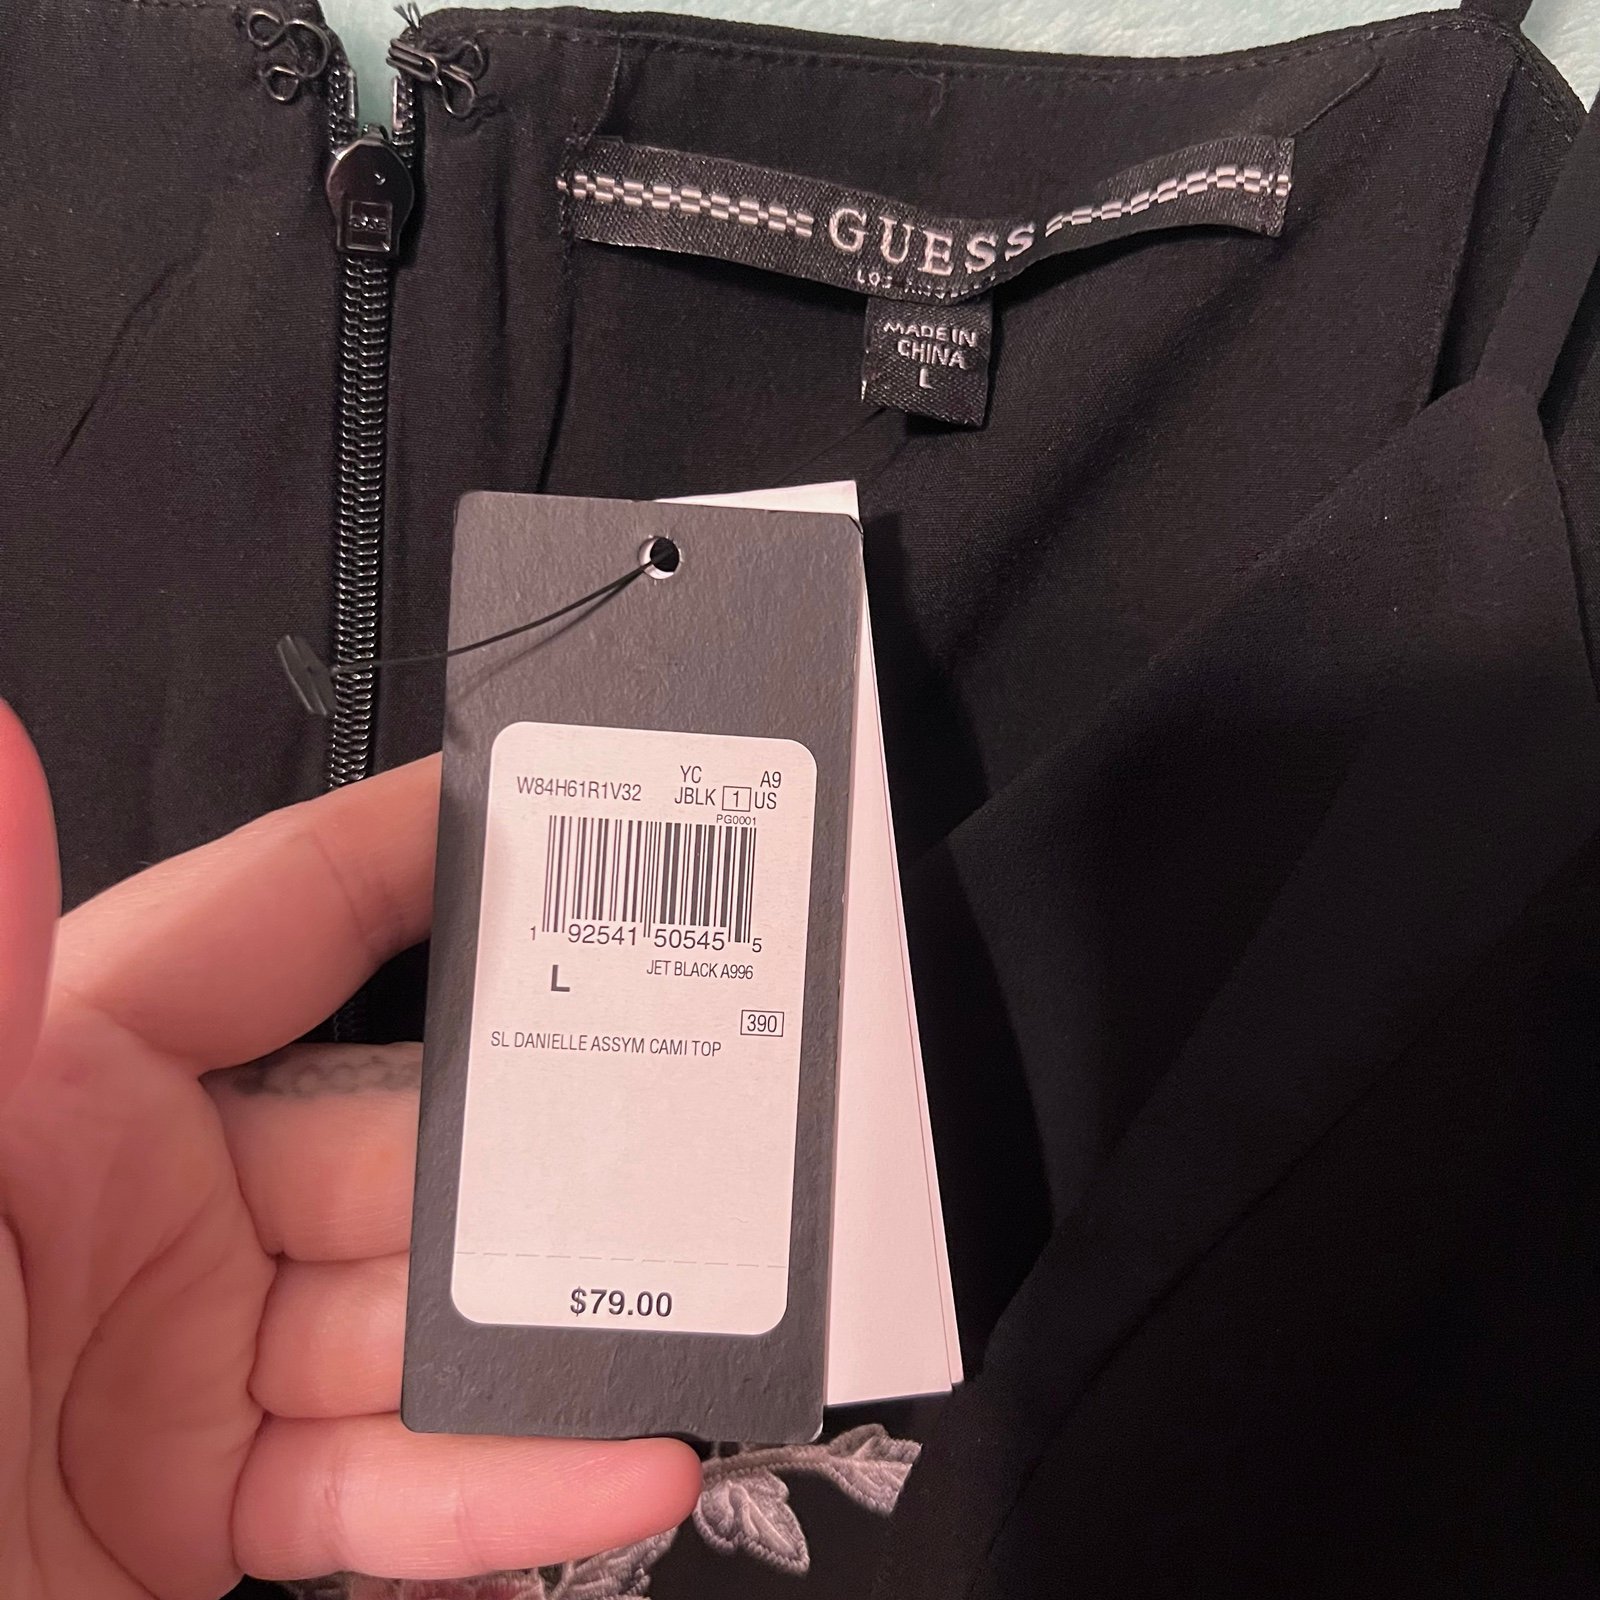 GUESS
LOS
MADE IN
CHINA
L
YC A9
W84H61R1V32 JBLK 1 US
PG0001
1 92541 50545 5
L JET BLACK A996
390
SL DANIELLE ASSYM CAMI TOP
$79.00